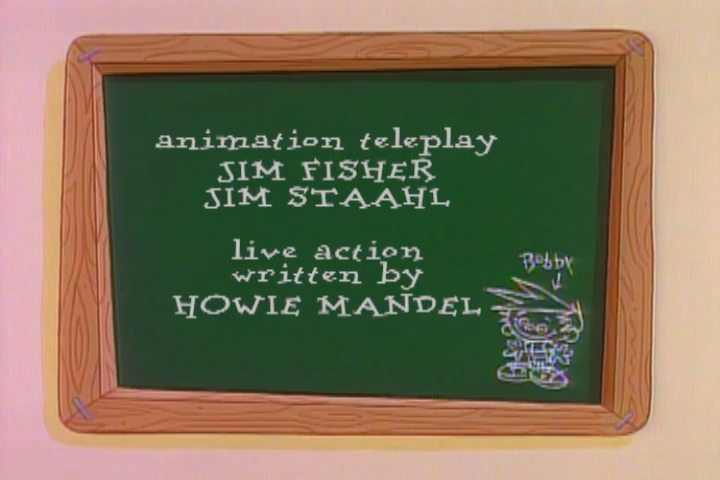 animation teleplay
JIM FISHER
JIM STAAHL
live action
written by
HOWIE MANDEL
Bobby